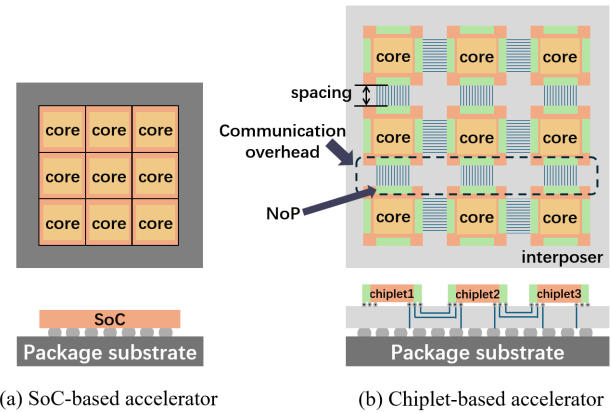 core core core
core core core
core core core
SoC
Package substrate
(a) SoC-based accelerator
core core core
spacing
Communication
overhead
core core core
NoP
core core core
interposer
chiplet1 chiplet2 chiplet3
Package substrate
(b) Chiplet-based accelerator